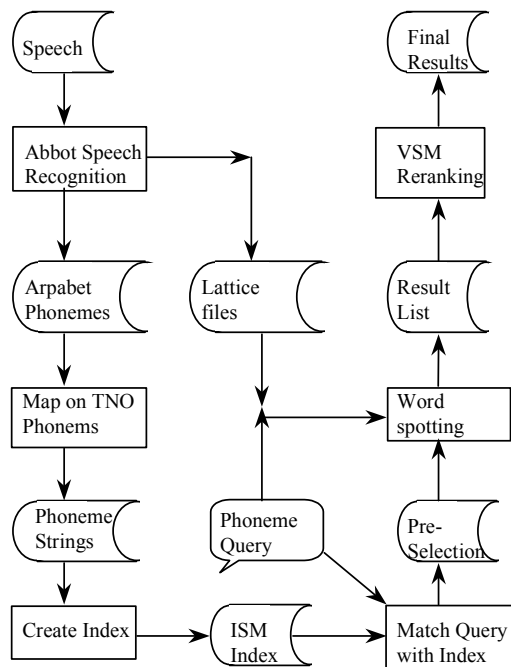 Speech
Final
Results
Abbot Speech
Recognition
VSM
Reranking
Arpabet
Phonemes
Lattice
files
Result
List
Map on TNO
Phonems
Word
spotting
Phoneme
Strings
Phoneme
Query
Pre-
Selection
Create Index
ISM
Index
Match Query
with Index